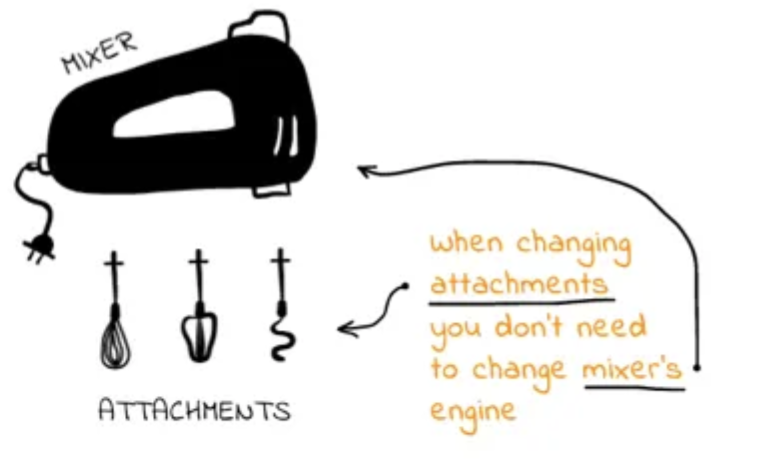 MIXER
when changing
attachments
you don't need
to change mixer's
engine
ATTACHMENTS